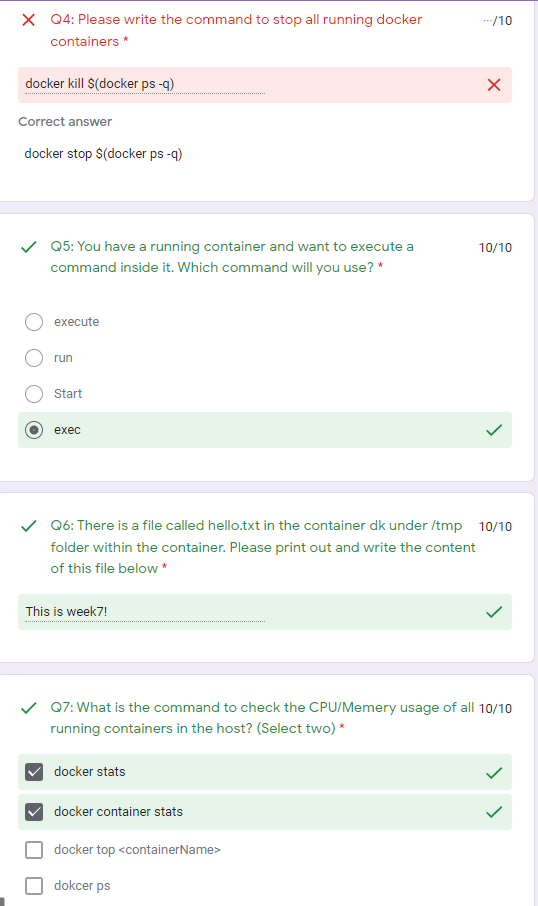 Q4: Please write the command to stop all running docker
containers *
···/10
docker kill $(docker ps -q)
Correct answer
docker stop $(docker ps -q)
Q5: You have a running container and want to execute a
command inside it. Which command will you use? *
10/10
execute
run
Start
exec
Q6: There is a file called hello.txt in the container dk under /tmp
folder within the container. Please print out and write the content
of this file below *
10/10
This is week7!
Q7: What is the command to check the CPU/Memery usage of all
running containers in the host? (Select two) *
10/10
docker stats
docker container stats
docker top <containerName>
dokcer ps